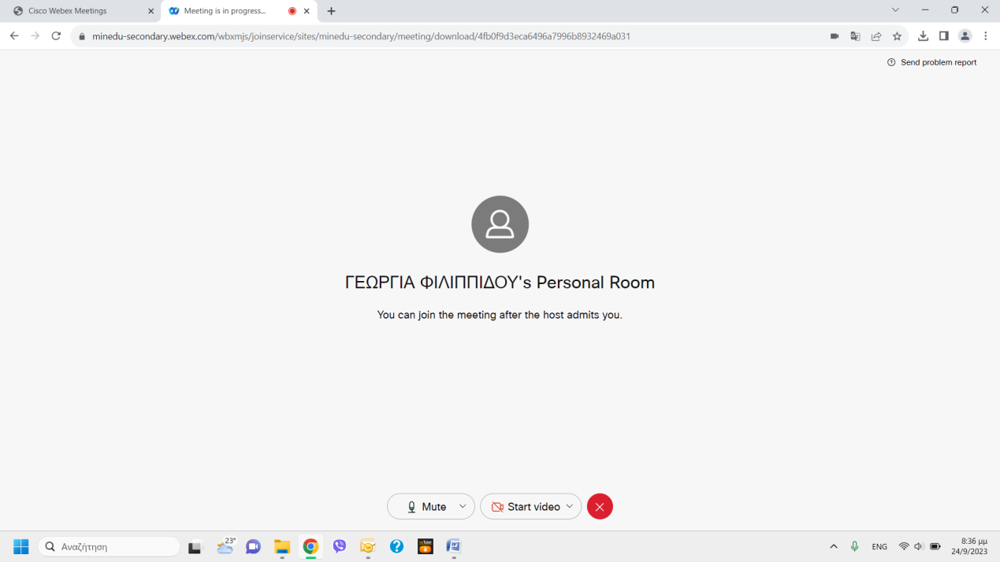 Cisco Webex Meetings
Meeting is in progress...
minedu-secondary.webex.com/wbxmjs/joinservice/sites/minedu-secondary/meeting/download/4fb0f9d3eca6496a7996b8932469a031
Send problem report
ΓΕΩΡΓΙΑ ΦΙΛΙΠΠΙΔΟΥ's Personal Room
You can join the meeting after the host admits you.
Mute
Start video
Αναζήτηση
23°
ENG
8:36 μμ
24/9/2023